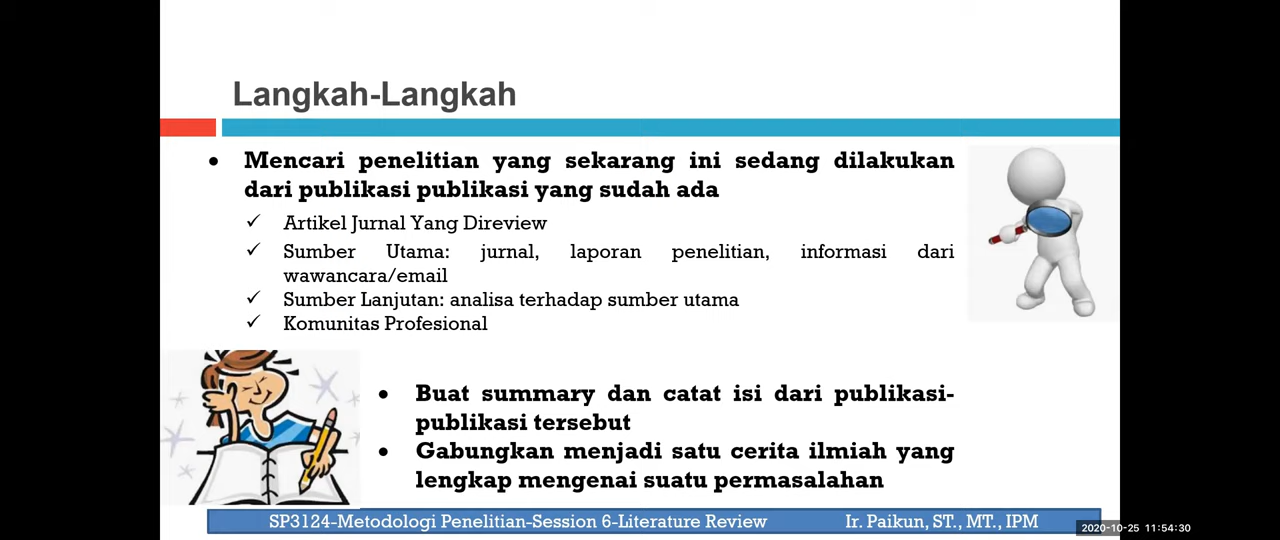 Langkah-Langkah
• Mencari penelitian yang sekarang ini sedang dilakukan
dari publikasi publikasi yang sudah ada
✓ Artikel Jurnal Yang Direview
✓ Sumber Utama: jurnal, laporan penelitian, informasi dari
wawancara/email
✓ Sumber Lanjutan: analisa terhadap sumber utama
✓ Komunitas Profesional
• Buat summary dan catat isi dari publikasi-
publikasi tersebut
• Gabungkan menjadi satu cerita ilmiah yang
lengkap mengenai suatu permasalahan
SP3124-Metodologi Penelitian-Session 6-Literature Review Ir. Paikun, ST., MT., IPM
2020-10-25 11:54:30